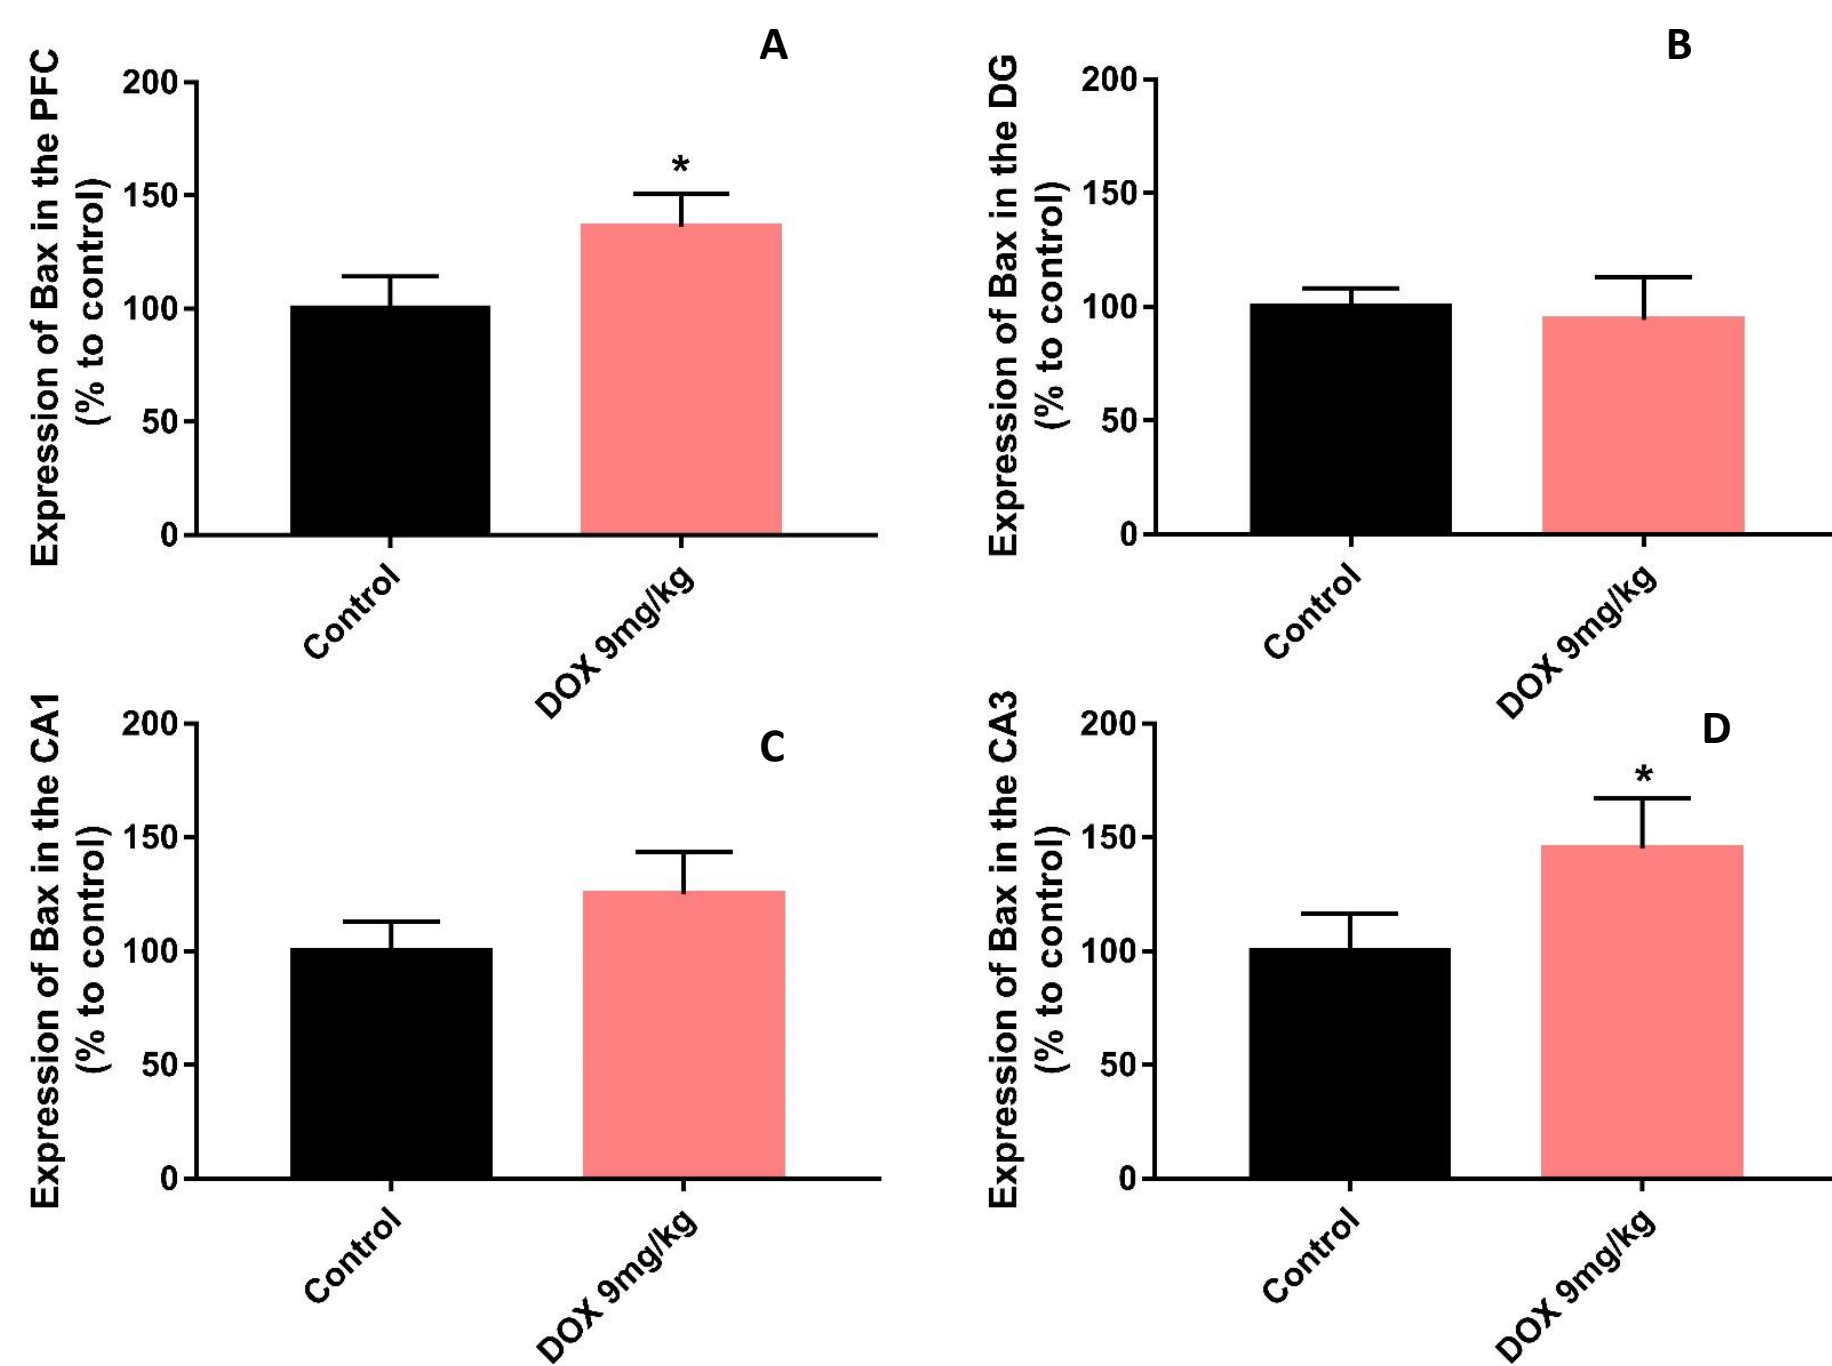 A
Expression of Bax in the PFC
(% to control)
200
150
100
50
0
*
Control
DOX 9mg/kg
B
Expression of Bax in the DG
(% to control)
200
150
100
50
0
Control
DOX 9mg/kg
C
Expression of Bax in the CA1
(% to control)
200
150
100
50
0
Control
DOX 9mg/kg
D
Expression of Bax in the CA3
(% to control)
200
150
100
50
0
*
Control
DOX 9mg/kg